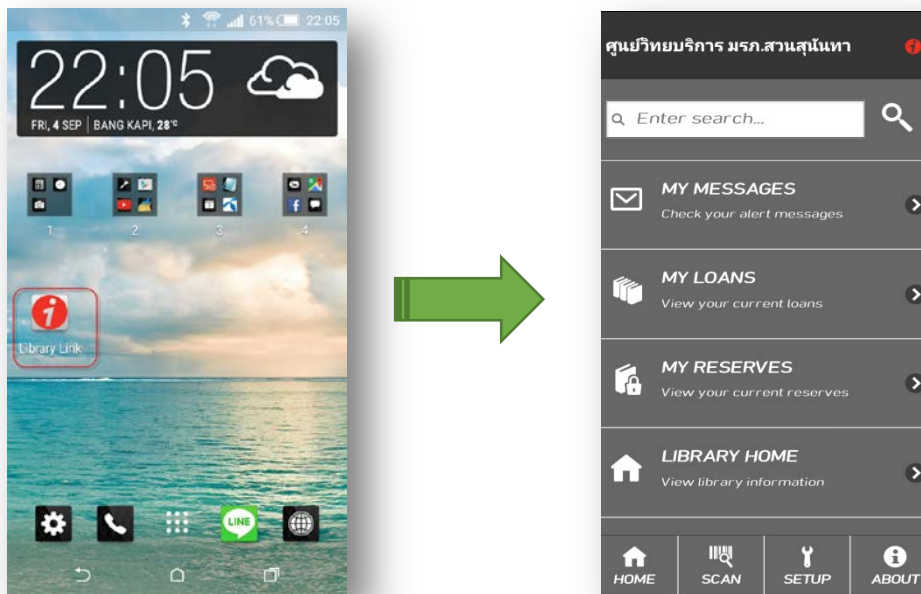 61% 22:05
22:05
FRI, 4 SEP | BANG KAPI, 28°C
1 2 3 4
Library Link
LINE
ศูนย์วิทยบริการ มรภ.สวนสุนันทา
Enter search...
MY MESSAGES
Check your alert messages
MY LOANS
View your current loans
MY RESERVES
View your current reserves
LIBRARY HOME
View library information
HOME SCAN SETUP ABOUT